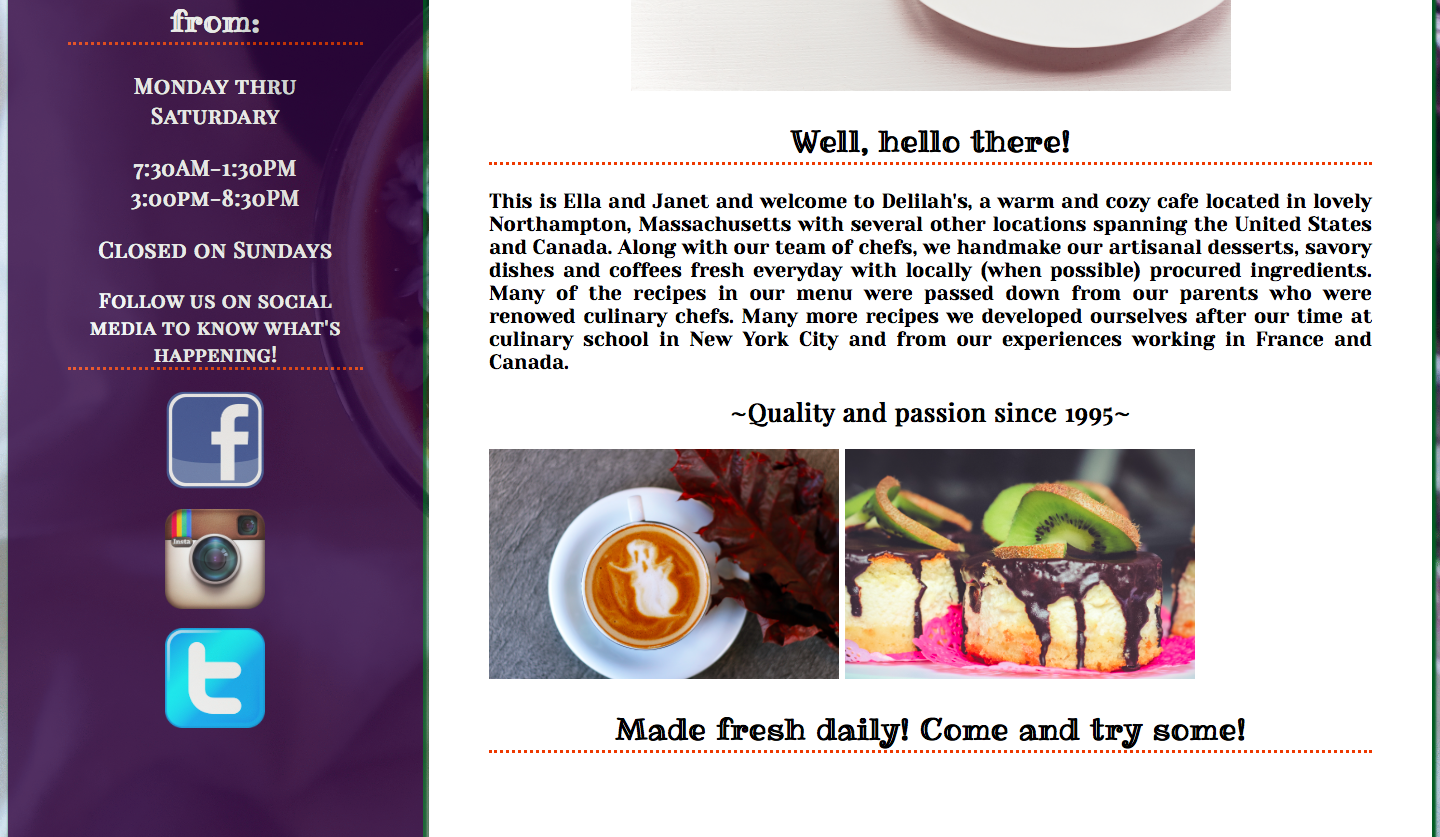 from:
Monday thru
Saturdary
7:30AM-1:30PM
3:00PM-8:30PM
Closed on Sundays
Follow us on social
media to know what's
happening!
f
Insta
t
Well, hello there!
This is Ella and Janet and welcome to Delilah's, a warm and cozy cafe located in lovely
Northampton, Massachusetts with several other locations spanning the United States
and Canada. Along with our team of chefs, we handmake our artisanal desserts, savory
dishes and coffees fresh everyday with locally (when possible) procured ingredients.
Many of the recipes in our menu were passed down from our parents who were
renowed culinary chefs. Many more recipes we developed ourselves after our time at
culinary school in New York City and from our experiences working in France and
Canada.
~Quality and passion since 1995~
Made fresh daily! Come and try some!